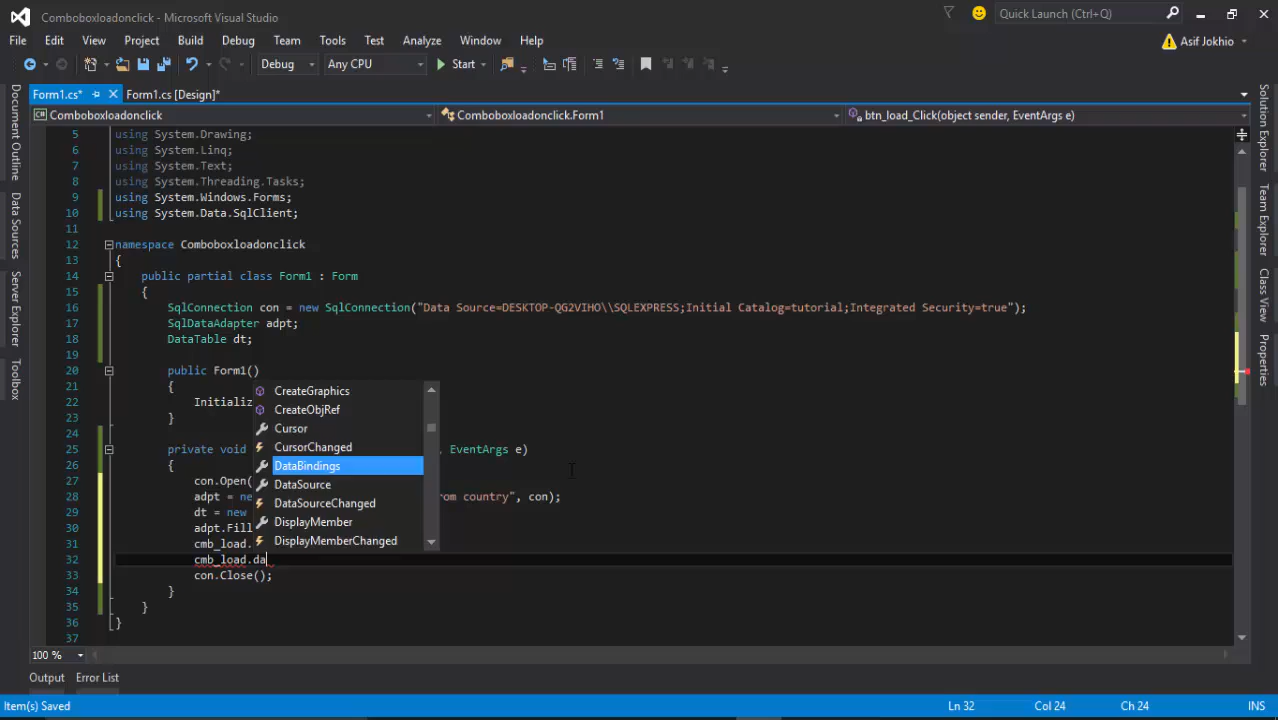 Comboboxloadonclick - Microsoft Visual Studio
Quick Launch (Ctrl+Q)
File Edit View Project Build Debug Team Tools Test Analyze Window Help
Asif Jokhio
Debug Any CPU Start
Form1.cs* Form1.cs [Design]*
Comboboxloadonclick Comboboxloadonclick.Form1 btn_load_Click(object sender, EventArgs e)
Document Outline
Data Sources
Server Explorer
Toolbox
5 using System.Drawing;
6 using System.Linq;
7 using System.Text;
8 using System.Threading.Tasks;
9 using System.Windows.Forms;
10 using System.Data.SqlClient;
11
12 namespace Comboboxloadonclick
13 {
14 public partial class Form1 : Form
15 {
16 SqlConnection con = new SqlConnection("Data Source=DESKTOP-QG2VIHO\\SQLEXPRESS;Initial Catalog=tutorial;Integrated Security=true");
17 SqlDataAdapter adpt;
18 DataTable dt;
19
20 public Form1()
21 {
22 Initializ
23 }
24
25 private void , EventArgs e)
26 {
27 con.Open(
28 adpt = ne om country", con);
29 dt = new
30 adpt.Fill
31 cmb_load.
32 cmb_load.da
33 con.Close();
34 }
35 }
36 }
37
CreateGraphics
CreateObjRef
Cursor
CursorChanged
DataBindings
DataSource
DataSourceChanged
DisplayMember
DisplayMemberChanged
Solution Explorer
Team Explorer
Class View
Properties
100 %
Output Error List
Item(s) Saved Ln 32 Col 24 Ch 24 INS